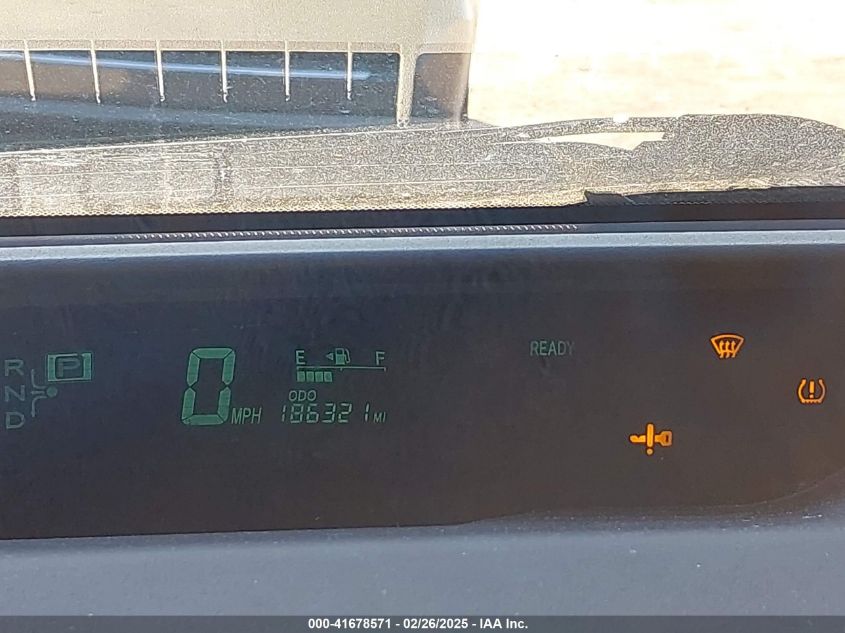 R P
N
D
0 MPH
E F
ODO
186321 MI
READY
000-41678571 - 02/26/2025 - IAA Inc.